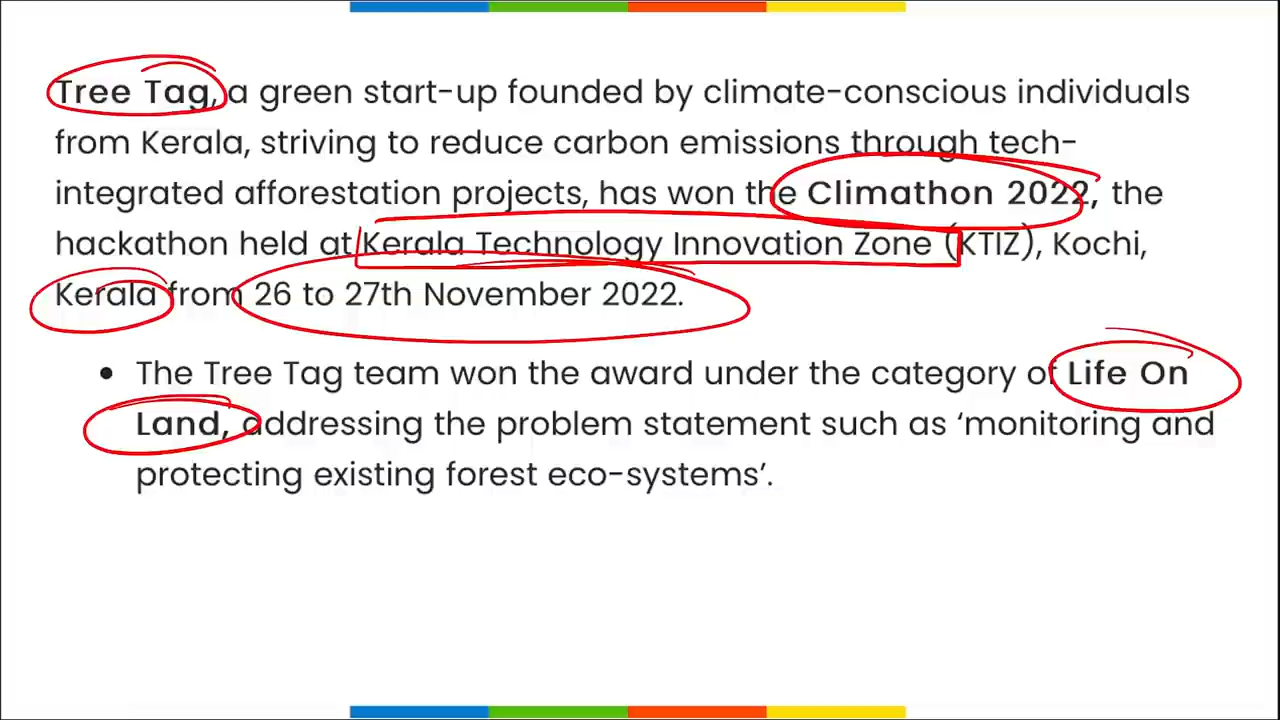 Tree Tag, a green start-up founded by climate-conscious individuals
from Kerala, striving to reduce carbon emissions through tech-
integrated afforestation projects, has won the Climathon 2022, the
hackathon held at Kerala Technology Innovation Zone (KTIZ), Kochi,
Kerala from 26 to 27th November 2022.
• The Tree Tag team won the award under the category of Life On
Land, addressing the problem statement such as ‘monitoring and
protecting existing forest eco-systems’.